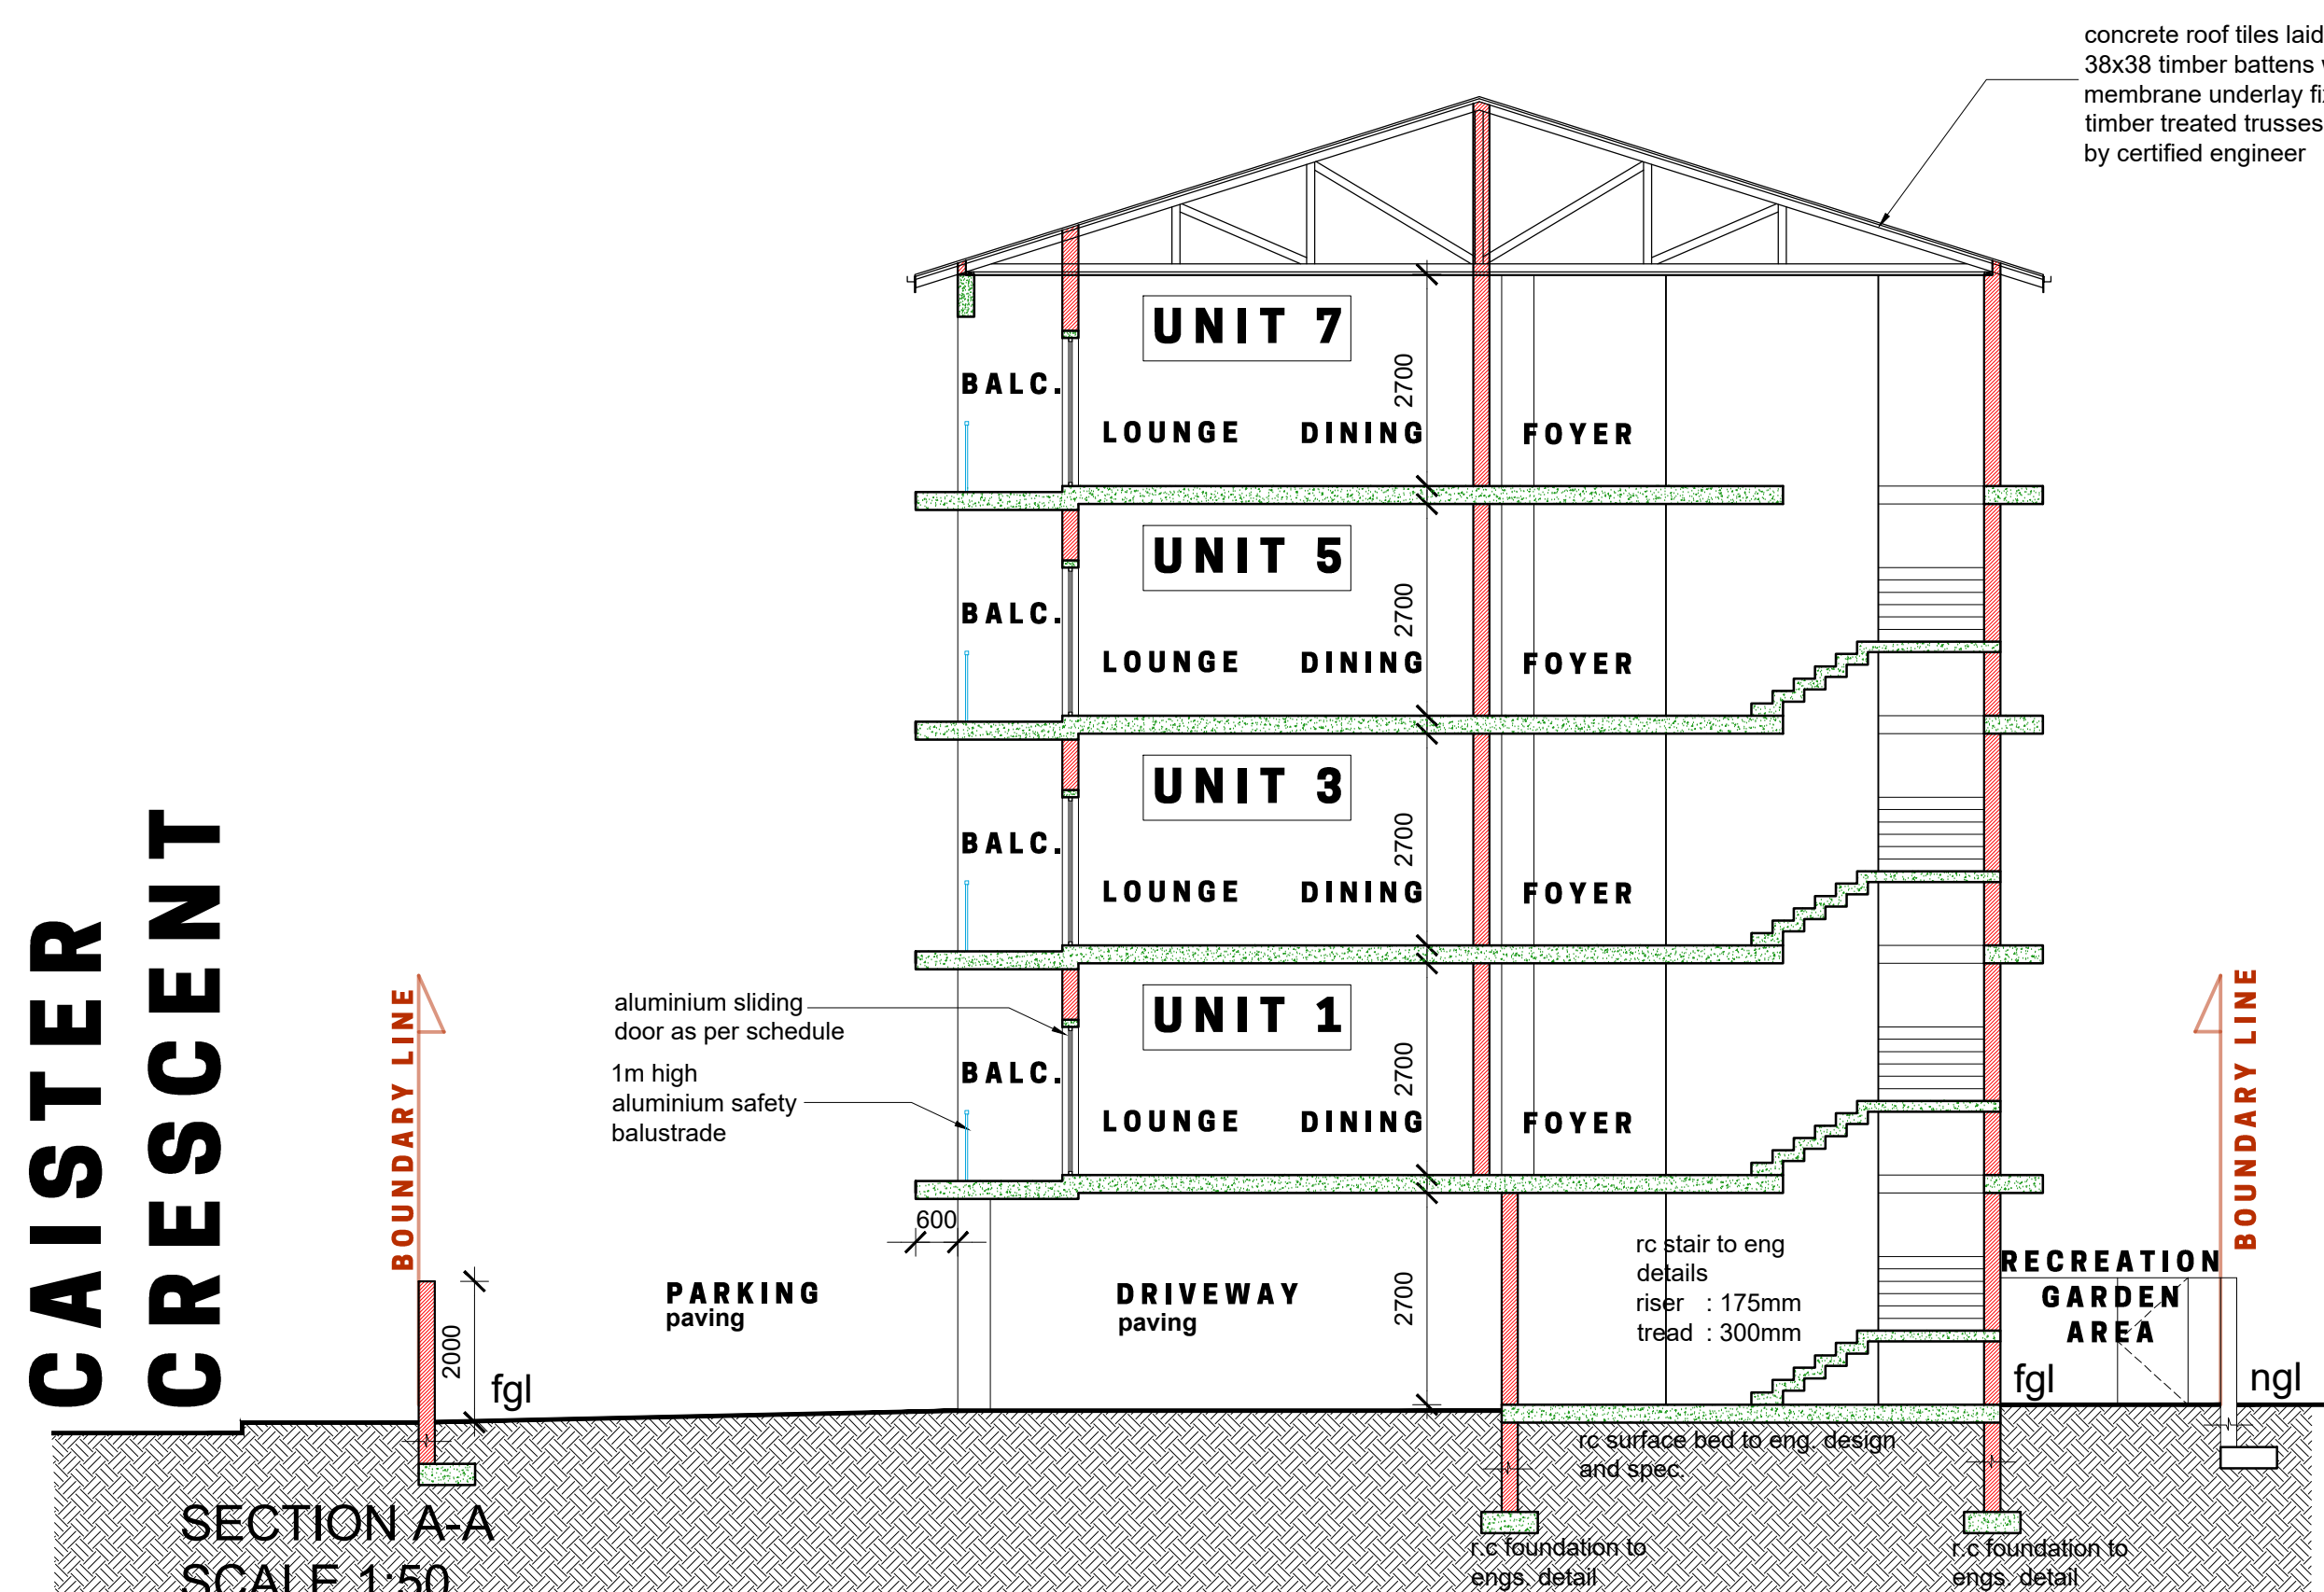 concrete roof tiles laid
38x38 timber battens
membrane underlay
timber treated trusses
by certified engineer
UNIT 7
BALC.
2700
LOUNGE DINING FOYER
UNIT 5
BALC.
2700
LOUNGE DINING FOYER
UNIT 3
BALC.
2700
LOUNGE DINING FOYER
CAISTER
CRESCENT
BOUNDARY LINE
aluminium sliding
door as per schedule
1m high
aluminium safety
balustrade
UNIT 1
BALC.
2700
LOUNGE DINING FOYER
BOUNDARY LINE
600
PARKING
paving
DRIVEWAY
paving
2700
rc stair to eng
details
riser : 175mm
tread : 300mm
RECREATION
GARDEN
AREA
2000
fgl
fgl
ngl
rc surface bed to eng. design
and spec.
SECTION A-A
SCALE 1:50
r.c foundation to
engs. detail
r.c foundation to
engs. detail